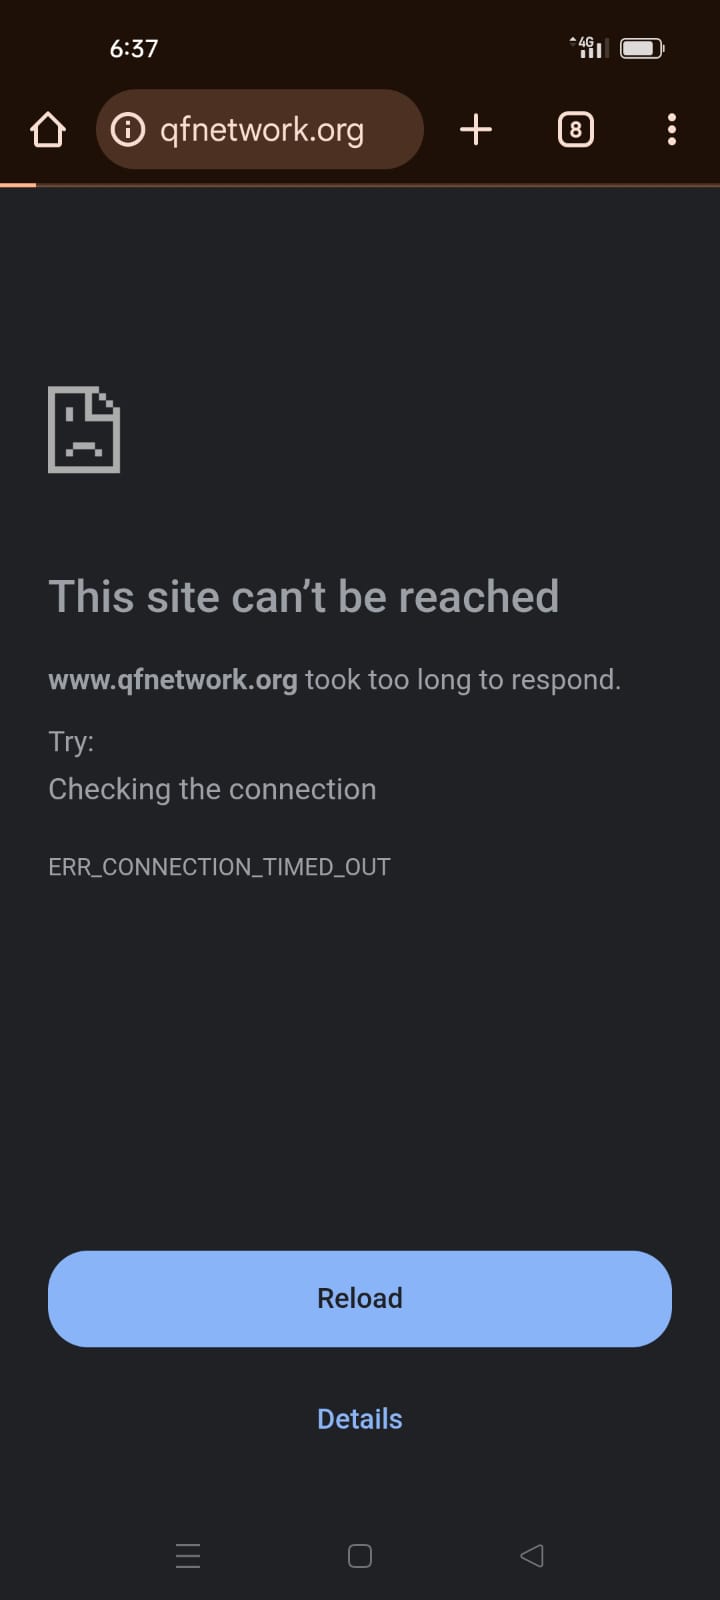 6:37
4G
qfnetwork.org
8
This site can’t be reached
www.qfnetwork.org took too long to respond.
Try:
Checking the connection
ERR_CONNECTION_TIMED_OUT
Reload
Details